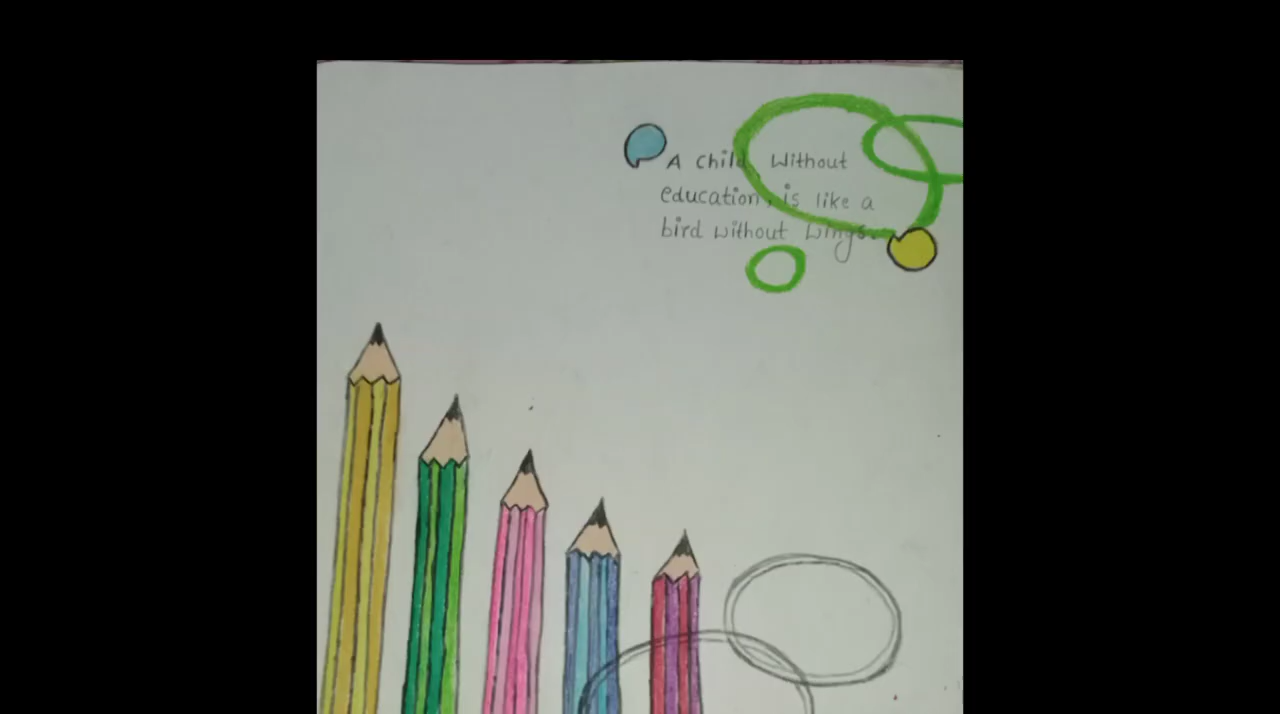 A child, without
education, is like a
bird without wings.